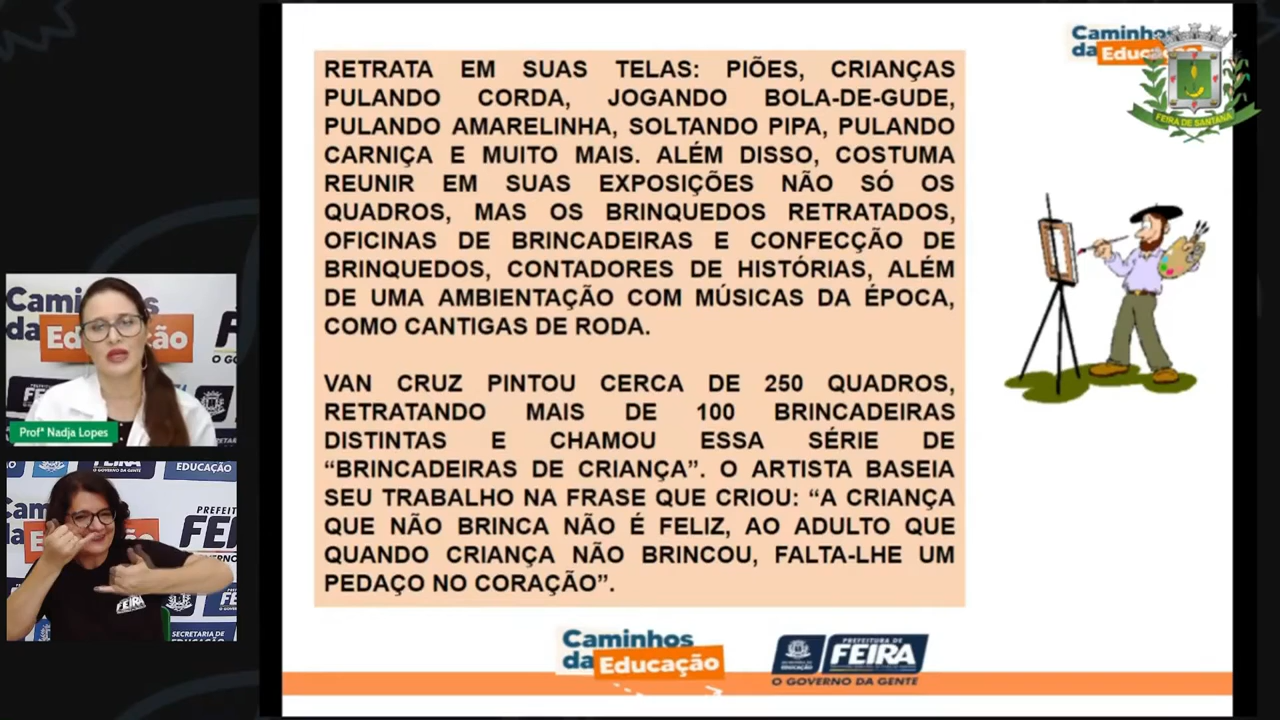 RETRATA EM SUAS TELAS: PIÕES, CRIANÇAS
PULANDO CORDA, JOGANDO BOLA-DE-GUDE,
PULANDO AMARELINHA, SOLTANDO PIPA, PULANDO
CARNIÇA E MUITO MAIS. ALÉM DISSO, COSTUMA
REUNIR EM SUAS EXPOSIÇÕES NÃO SÓ OS
QUADROS, MAS OS BRINQUEDOS RETRATADOS,
OFICINAS DE BRINCADEIRAS E CONFECÇÃO DE
BRINQUEDOS, CONTADORES DE HISTÓRIAS, ALÉM
DE UMA AMBIENTAÇÃO COM MÚSICAS DA ÉPOCA,
COMO CANTIGAS DE RODA.
VAN CRUZ PINTOU CERCA DE 250 QUADROS,
RETRATANDO MAIS DE 100 BRINCADEIRAS
DISTINTAS E CHAMOU ESSA SÉRIE DE
“BRINCADEIRAS DE CRIANÇA”. O ARTISTA BASEIA
SEU TRABALHO NA FRASE QUE CRIOU: “A CRIANÇA
QUE NÃO BRINCA NÃO É FELIZ, AO ADULTO QUE
QUANDO CRIANÇA NÃO BRINCOU, FALTA-LHE UM
PEDAÇO NO CORAÇÃO”.
Caminhos
da Educação
FEIRA DE SANTANA
Caminhos
da Educação
Profª Nadja Lopes
EDUCAÇÃO
PREFEITURA
FEIRA
SECRETARIA DE
EDUCAÇÃO
Caminhos
da Educação
PREFEITURA DE
FEIRA
O GOVERNO DA GENTE